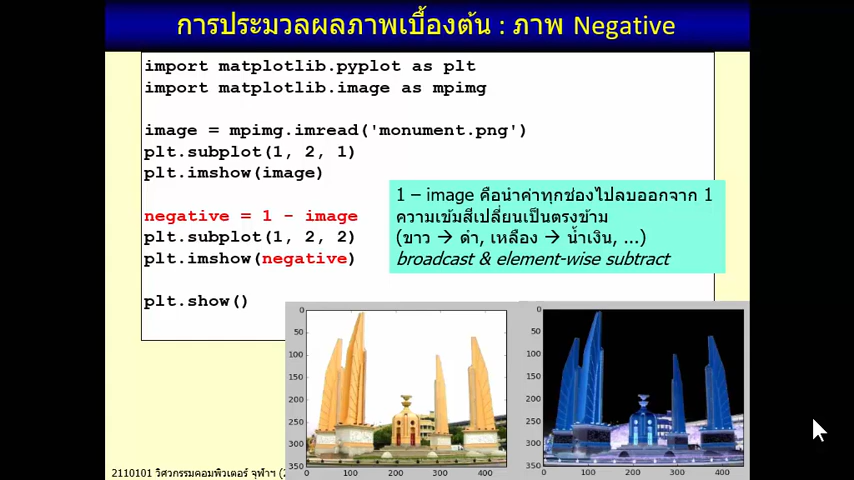 การประมวลผลภาพเบื้องต้น : ภาพ Negative
import matplotlib.pyplot as plt
import matplotlib.image as mpimg
image = mpimg.imread('monument.png')
plt.subplot(1, 2, 1)
plt.imshow(image)
negative = 1 - image
plt.subplot(1, 2, 2)
plt.imshow(negative)
plt.show()
1 – image คือนำค่าทุกช่องไปลบออกจาก 1
ความเข้มสีเปลี่ยนเป็นตรงข้าม
(ขาว → ดำ, เหลือง → น้ำเงิน, ...)
broadcast & element-wise subtract
0
50
100
150
200
250
300
350
0 100 200 300 400
0
50
100
150
200
250
300
350
0 100 200 300 400
2110101 วิศวกรรมคอมพิวเตอร์ จุฬาฯ (